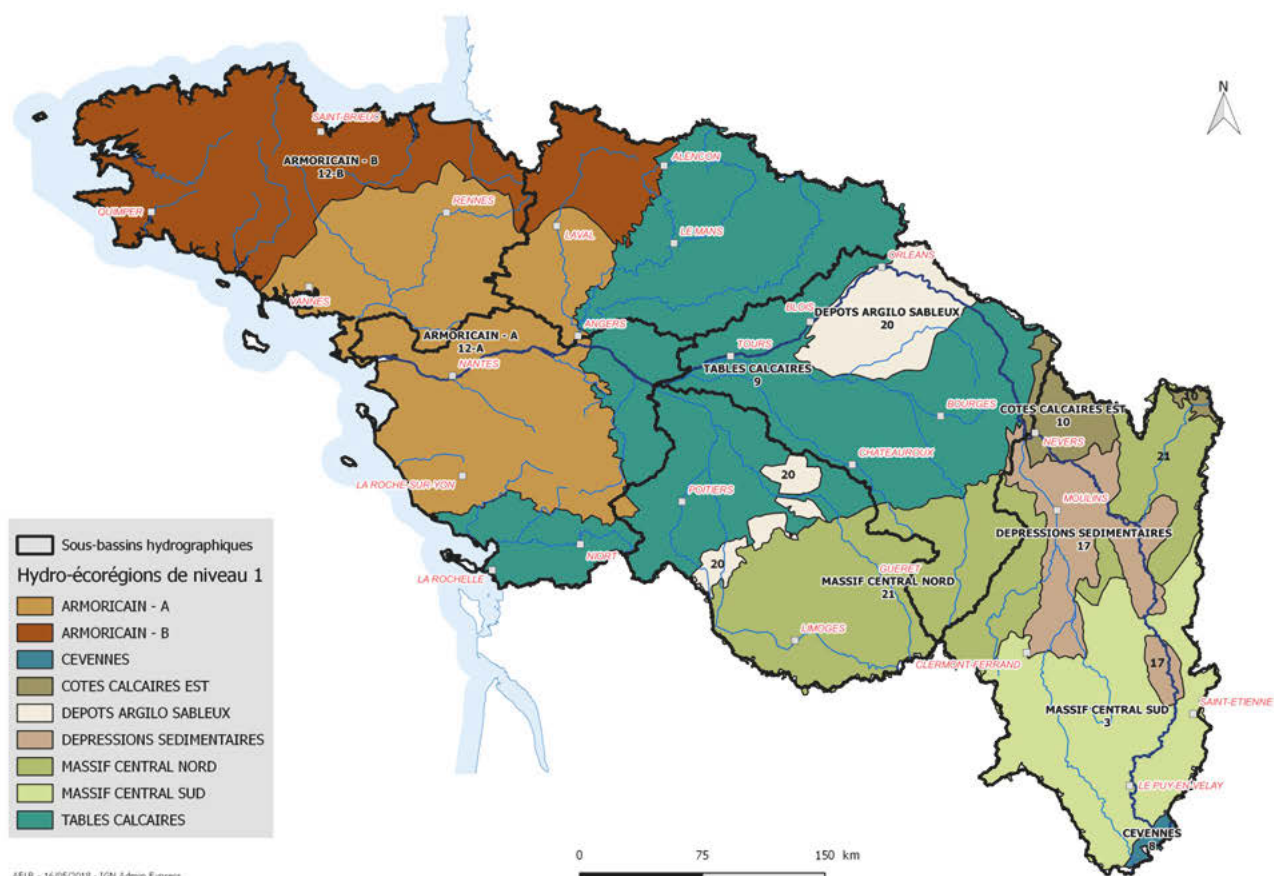 N
SAINT-BRIEUC
ALENCON
ARMORICAIN - B
12-B
QUIMPER
RENNES
LAVAL
LE MANS
ORLEANS
VANNES
BLOIS
DEPOTS ARGILO SABLEUX
20
ANGERS
ARMORICAIN - A
12-A
TOURS
NANTES
TABLES CALCAIRES
9
10
BOURGES
COTES CALCAIRES EST
10
NEVERS
21
CHATEAUROUX
20
LA ROCHE-SUR-YON
POITIERS
MOULINS
DEPRESSIONS SEDIMENTAIRES
17
NIORT
20
GUERET
LA ROCHELLE
MASSIF CENTRAL NORD
21
LIMOGES
CLERMONT-FERRAND
17
MASSIF CENTRAL SUD
3
SAINT-ETIENNE
LE PUY-EN-VELAY
CEVENNES
8
Sous-bassins hydrographiques
Hydro-écorégions de niveau 1
ARMORICAIN - A
ARMORICAIN - B
CEVENNES
COTES CALCAIRES EST
DEPOTS ARGILO SABLEUX
DEPRESSIONS SEDIMENTAIRES
MASSIF CENTRAL NORD
MASSIF CENTRAL SUD
TABLES CALCAIRES
0 75 150 km